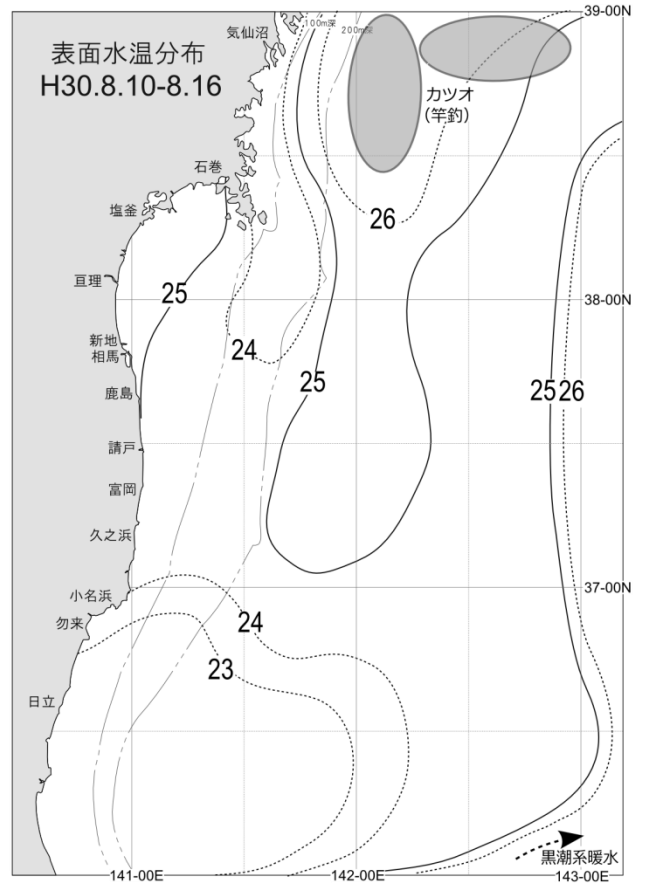 表面水温分布
H30.8.10-8.16
気仙沼
100m深
200m深
39-00N
カツオ
(竿釣)
石巻
塩釜
26
亘理
25
38-00N
新地
相馬
24
25
25
26
鹿島
請戸
富岡
久之浜
37-00N
小名浜
勿来
24
23
日立
黒潮系暖水
141-00E
142-00E
143-00E